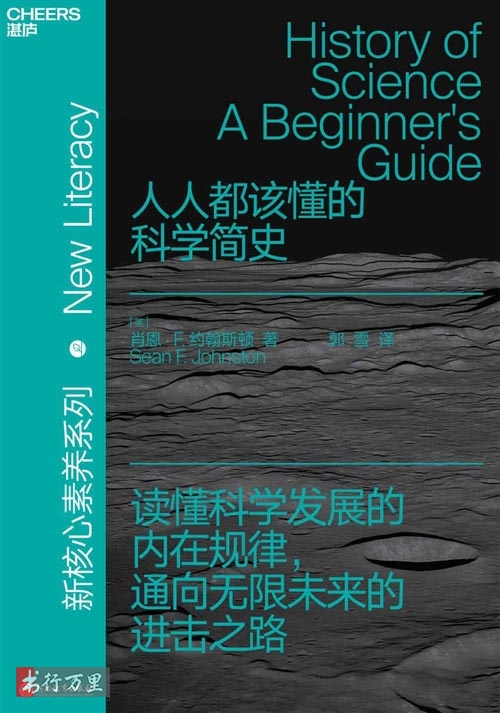 CHEERS
湛庐
History of
Science
A Beginner's
Guide
人人都该懂的
科学简史
[英]
肖恩·F. 约翰斯顿 著 郭 雪 译
Sean F. Johnston
读懂科学发展的
内在规律，
通向无限未来的
进击之路
新核心素养系列 New Literacy
书行万里